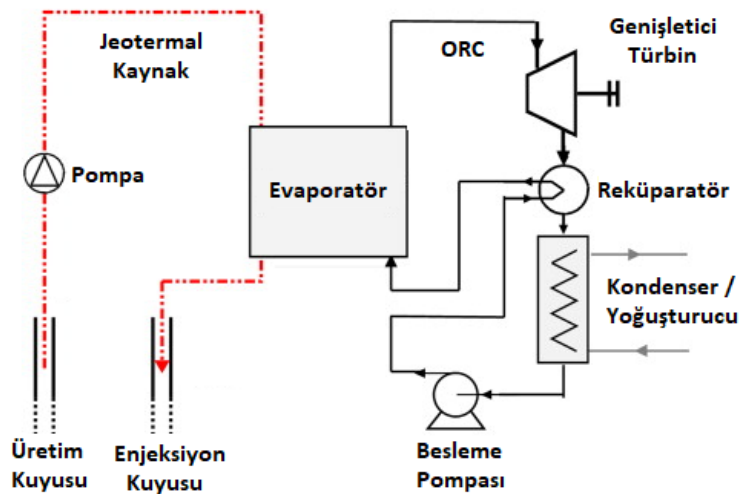 Jeotermal
Kaynak
ORC
Genişletici
Türbin
Pompa
Evaporatör
Reküparatör
Kondenser /
Yoğuşturucu
Üretim
Kuyusu
Enjeksiyon
Kuyusu
Besleme
Pompası